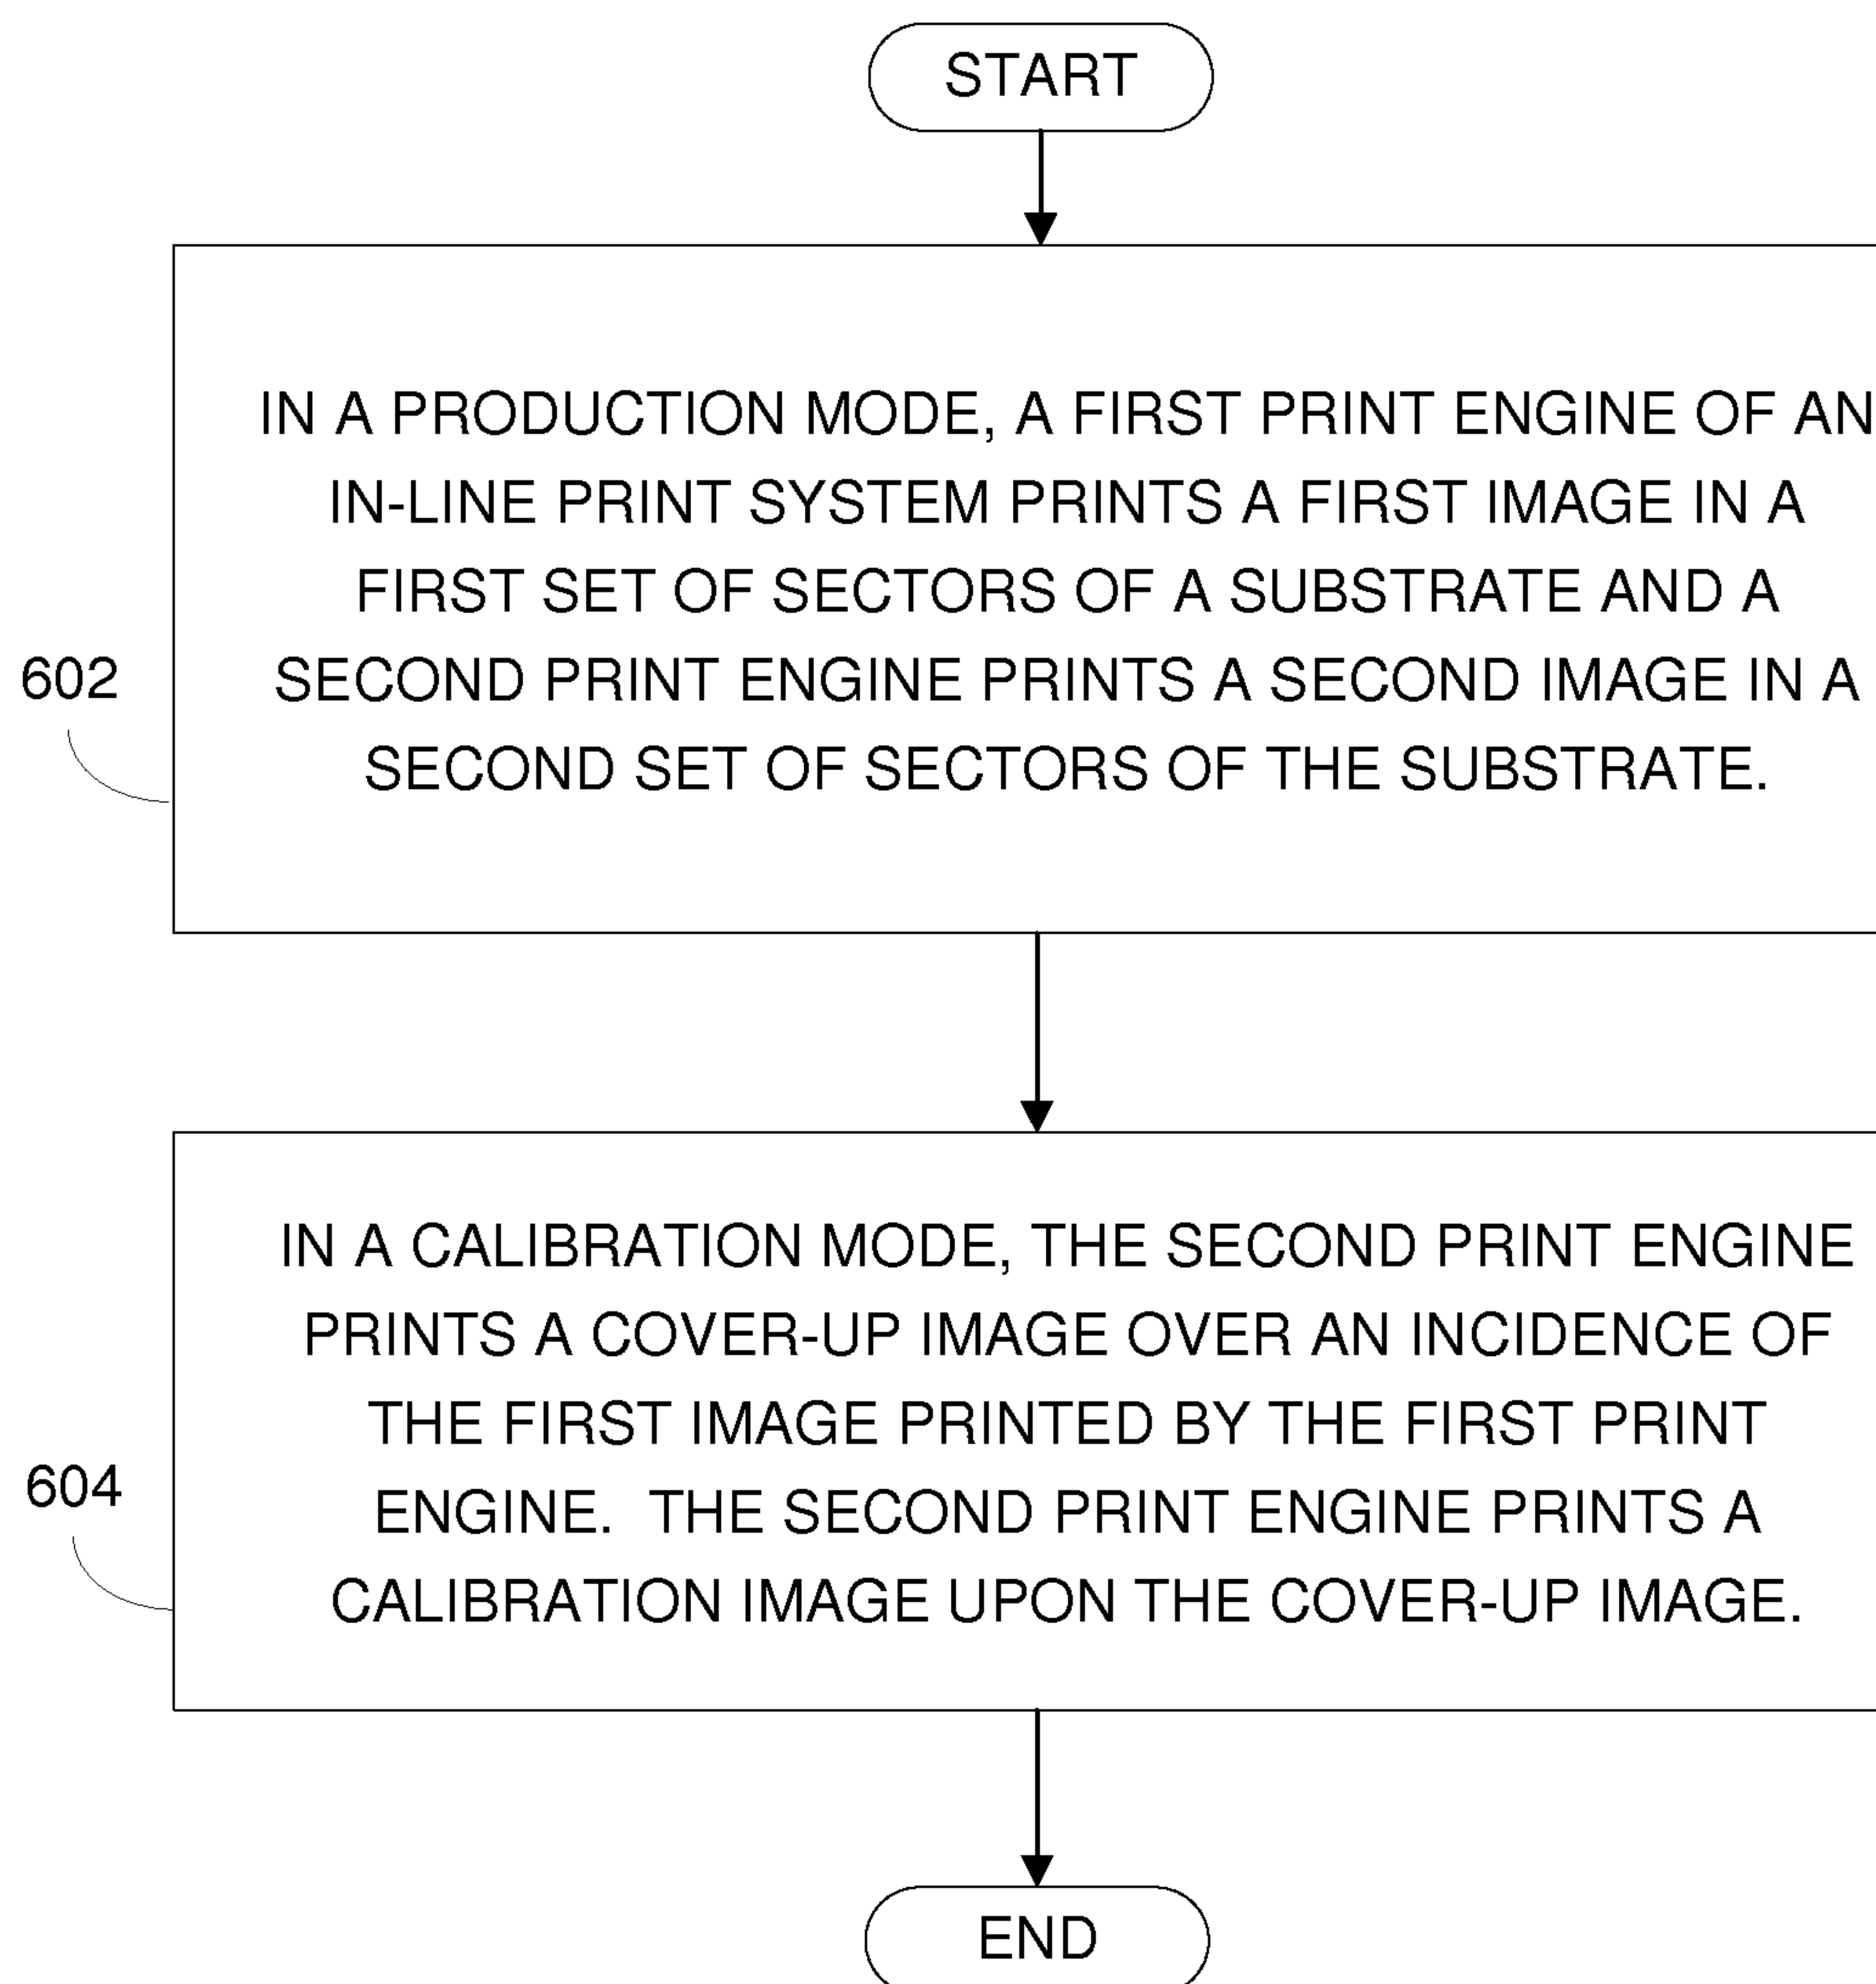 START
IN A PRODUCTION MODE, A FIRST PRINT ENGINE OF AN
IN-LINE PRINT SYSTEM PRINTS A FIRST IMAGE IN A
FIRST SET OF SECTORS OF A SUBSTRATE AND A
602
SECOND PRINT ENGINE PRINTS A SECOND IMAGE IN A
SECOND SET OF SECTORS OF THE SUBSTRATE.
IN A CALIBRATION MODE, THE SECOND PRINT ENGINE
PRINTS A COVER-UP IMAGE OVER AN INCIDENCE OF
THE FIRST IMAGE PRINTED BY THE FIRST PRINT
604
ENGINE.  THE SECOND PRINT ENGINE PRINTS A
CALIBRATION IMAGE UPON THE COVER-UP IMAGE.
END